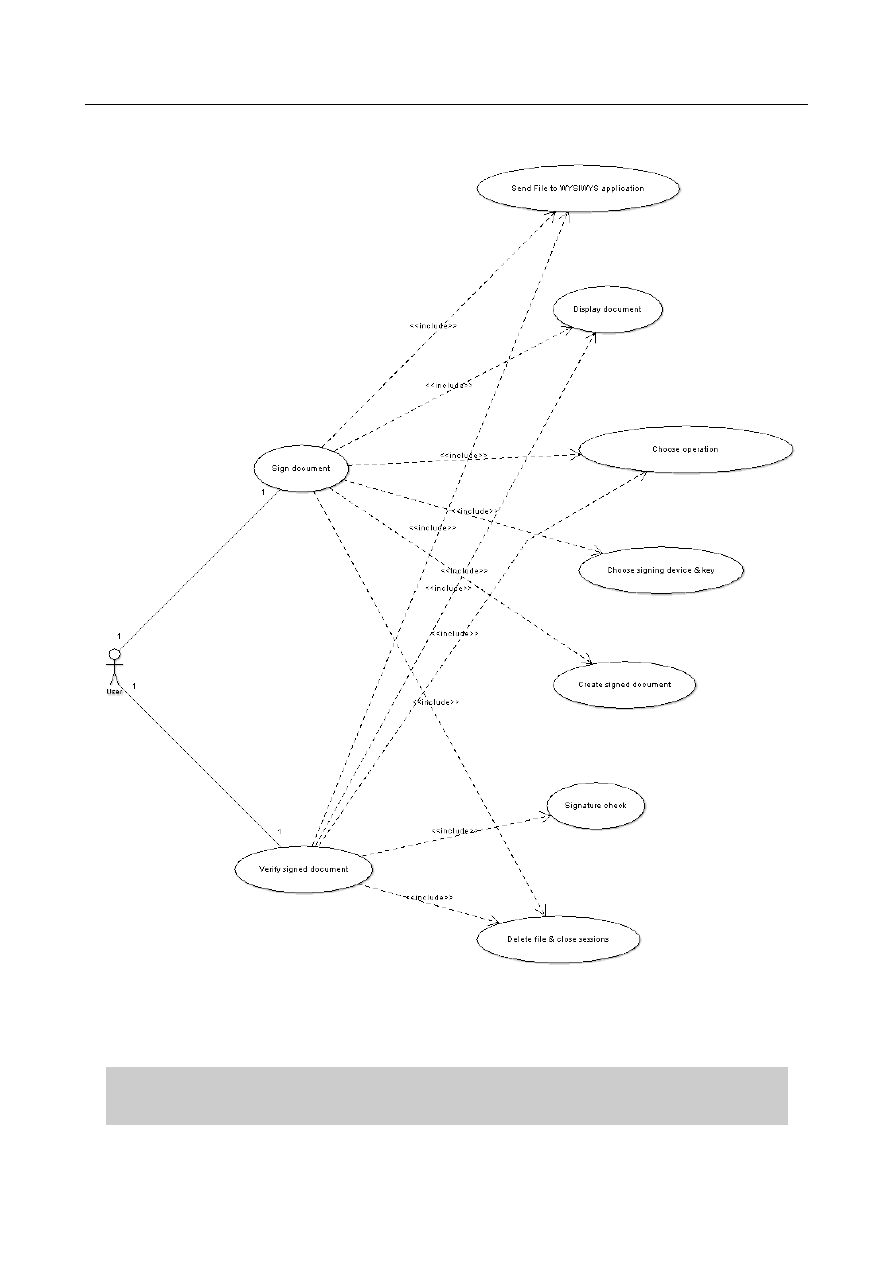 Send File to WYSIWYS application
Display document
<<include>>
<<include>>
Choose operation
<<include>>
Sign document
1
<<include>>
<<include>>
<<include>>
Choose signing device & key
<<include>>
1
<<include>>
User
1
Create signed document
<<include>>
Signature check
1
<<include>>
Verify signed document
<<include>>
Delete file & close sessions